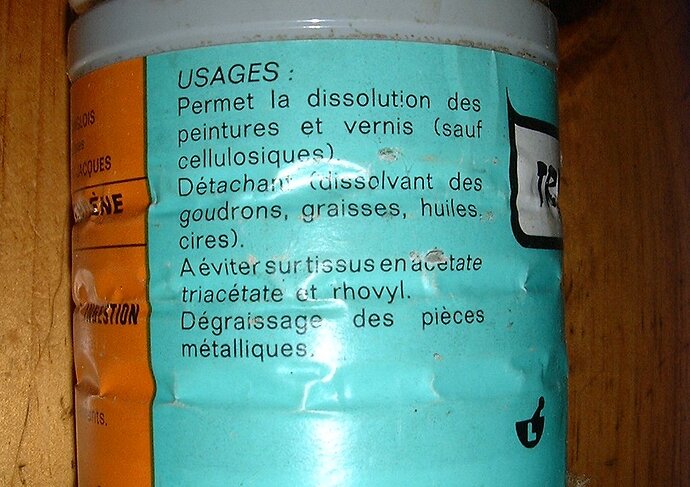 USAGES :
Permet la dissolution des
peintures et vernis (sauf
cellulosiques).
Détachant (dissolvant des
goudrons, graisses, huiles,
cires).
A éviter sur tissus en acétate
triacétate et rhovyl.
Dégraissage des pièces
métalliques.
L